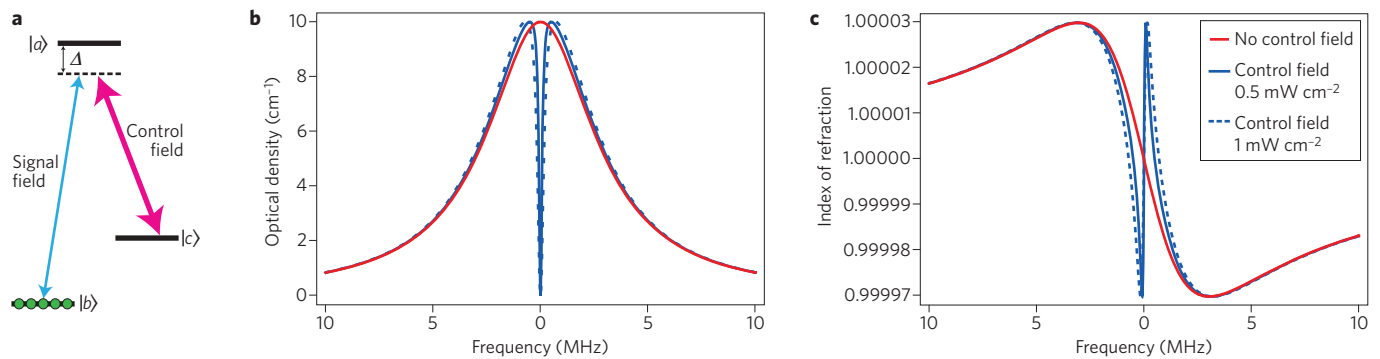 a
|a⟩
Δ
Signal
field
Control
field
|c⟩
|b⟩
b
Optical density (cm⁻¹)
10
8
6
4
2
0
10
5
0
5
10
Frequency (MHz)
c
Index of refraction
1.00003
1.00002
1.00001
1.00000
0.99999
0.99998
0.99997
10
5
0
5
10
Frequency (MHz)
No control field
Control field
0.5 mW cm⁻²
Control field
1 mW cm⁻²